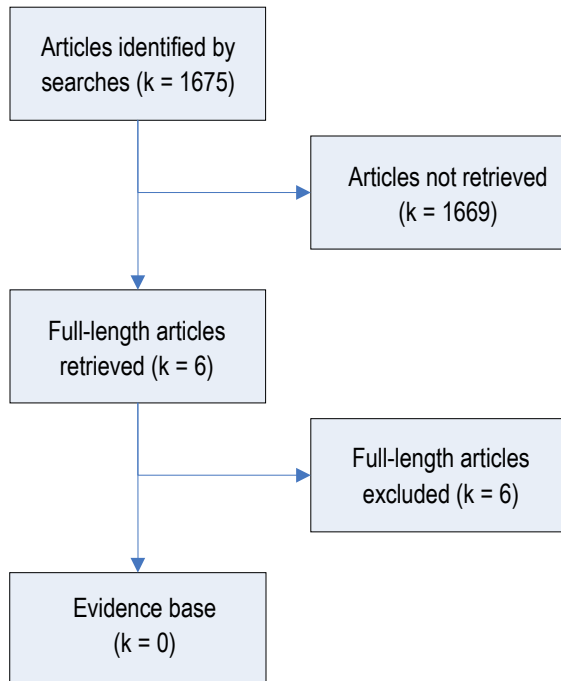 Articles identified by
searches (k = 1675)
Articles not retrieved
(k = 1669)
Full-length articles
retrieved (k = 6)
Full-length articles
excluded (k = 6)
Evidence base
(k = 0)